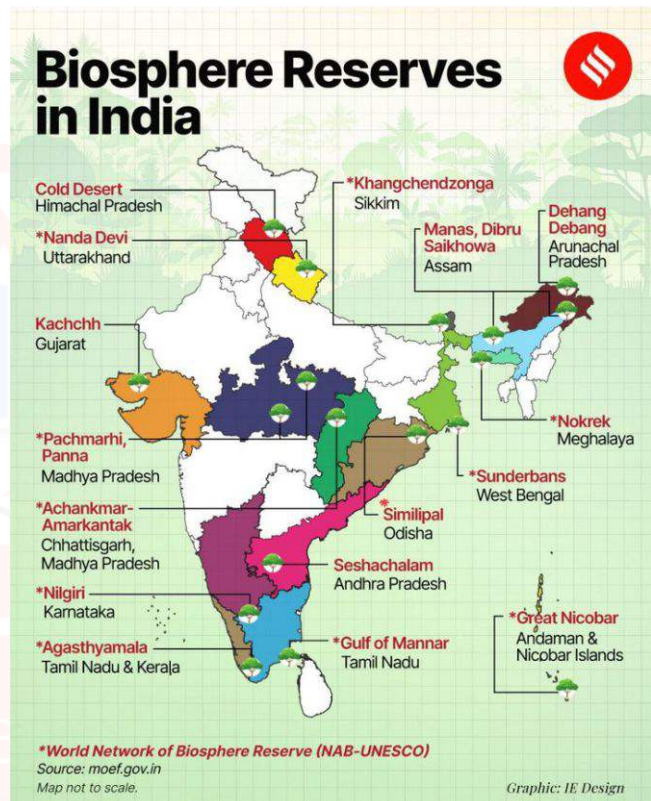 Biosphere Reserves
in India
Cold Desert
Himachal Pradesh
*Nanda Devi
Uttarakhand
Kachchh
Gujarat
*Pachmarhi,
Panna
Madhya Pradesh
*Achankmar-
Amarkantak
Chhattisgarh,
Madhya Pradesh
*Nilgiri
Karnataka
*Agasthyamala
Tamil Nadu & Kerala
*Khangchendzonga
Sikkim
Manas, Dibru
Saikhowa
Assam
Dehang
Debang
Arunachal
Pradesh
*Nokrek
Meghalaya
*Sunderbans
West Bengal
*Similipal
Odisha
Seshachalam
Andhra Pradesh
*Gulf of Mannar
Tamil Nadu
*Great Nicobar
Andaman &
Nicobar Islands
*World Network of Biosphere Reserve (NAB-UNESCO)
Source: moef.gov.in
Map not to scale.
Graphic: IE Design